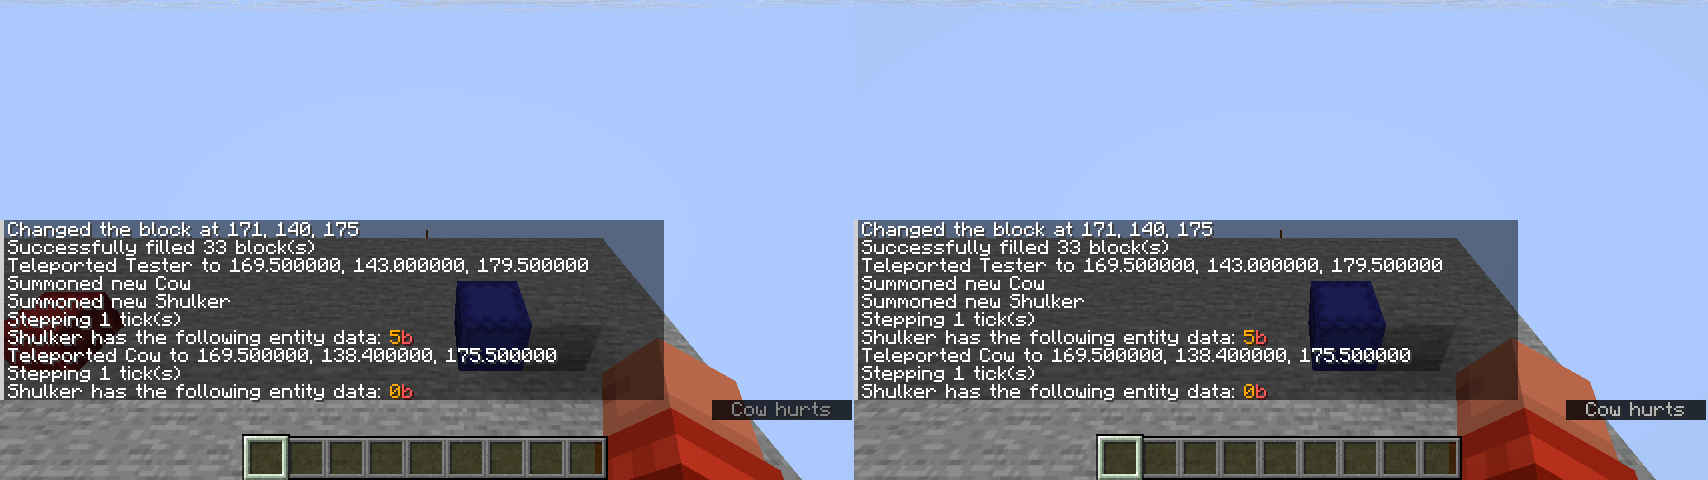 Changed the block at 171, 140, 175
Successfully filled 33 block(s)
Teleported Tester to 169.500000, 143.000000, 179.500000
Summoned new Cow
Summoned new Shulker
Stepping 1 tick(s)
Shulker has the following entity data: 5b
Teleported Cow to 169.500000, 138.400000, 175.500000
Stepping 1 tick(s)
Shulker has the following entity data: 0b
Cow hurts
Changed the block at 171, 140, 175
Successfully filled 33 block(s)
Teleported Tester to 169.500000, 143.000000, 179.500000
Summoned new Cow
Summoned new Shulker
Stepping 1 tick(s)
Shulker has the following entity data: 5b
Teleported Cow to 169.500000, 138.400000, 175.500000
Stepping 1 tick(s)
Shulker has the following entity data: 0b
Cow hurts